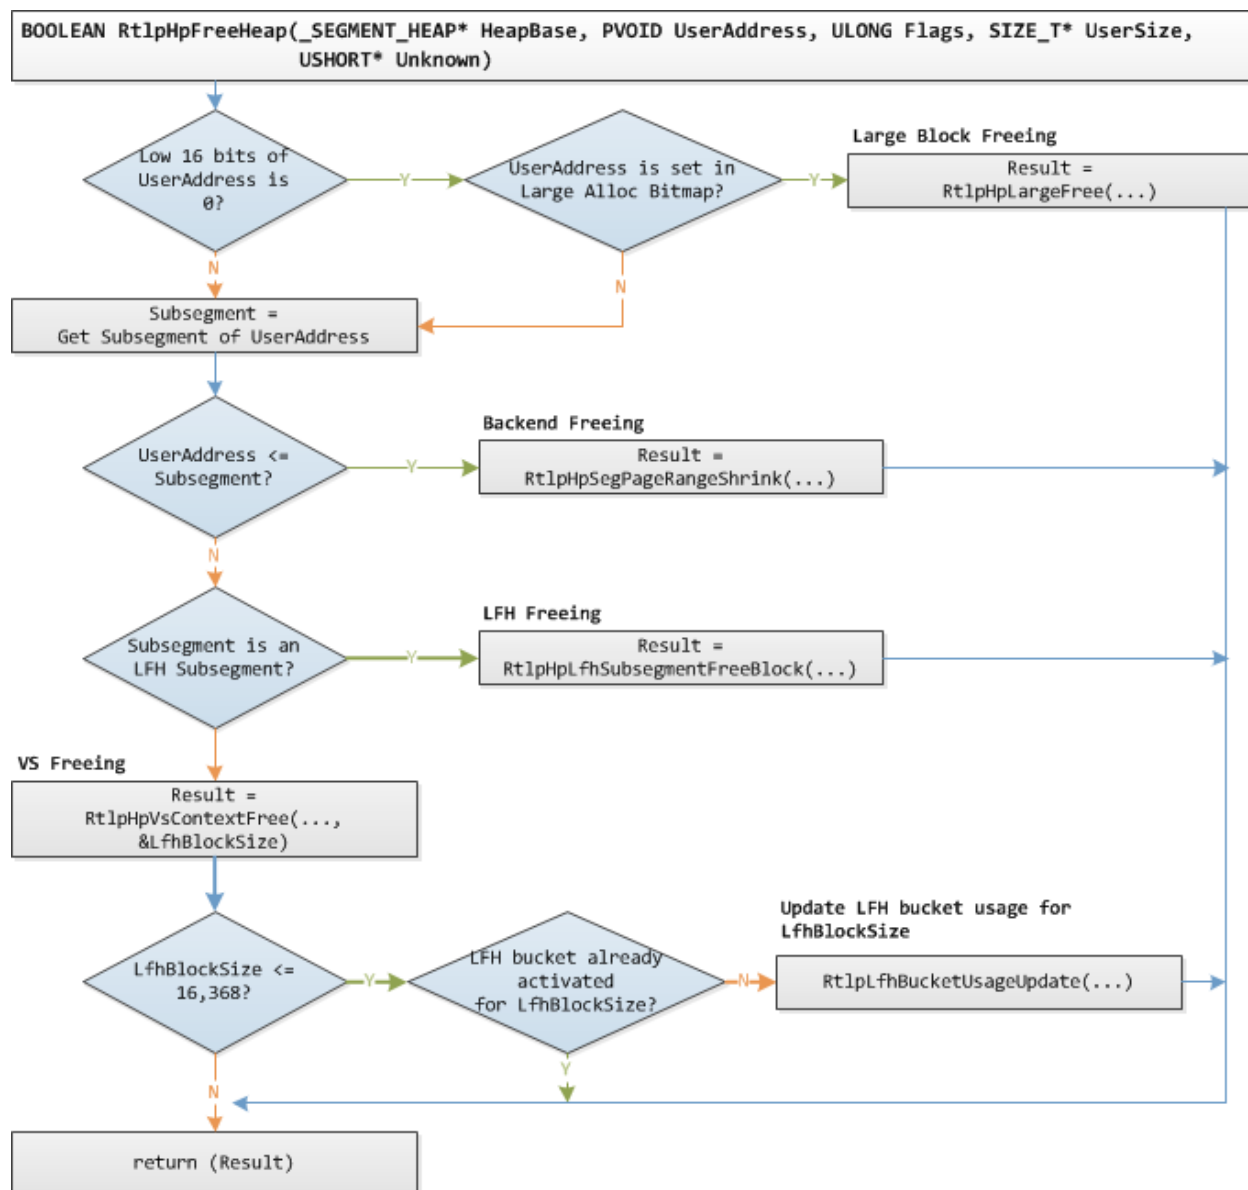 BOOLEAN RtlpHpFreeHeap(_SEGMENT_HEAP* HeapBase, PVOID UserAddress, ULONG Flags, SIZE_T* UserSize,
USHORT* Unknown)
Low 16 bits of
UserAddress is
0?
Y
UserAddress is set in
Large Alloc Bitmap?
Y
Large Block Freeing
Result =
RtlpHpLargeFree(...)
N
N
Subsegment =
Get Subsegment of UserAddress
UserAddress <=
Subsegment?
Y
Backend Freeing
Result =
RtlpHpSegPageRangeShrink(...)
N
Subsegment is an
LFH Subsegment?
Y
LFH Freeing
Result =
RtlpHpLfhSubsegmentFreeBlock(...)
VS Freeing
Result =
RtlpHpVsContextFree(...,
&LfhBlockSize)
LfhBlockSize <=
16,368?
Y
LFH bucket already
activated
for LfhBlockSize?
N
Update LFH bucket usage for
LfhBlockSize
RtlpLfhBucketUsageUpdate(...)
Y
N
return (Result)